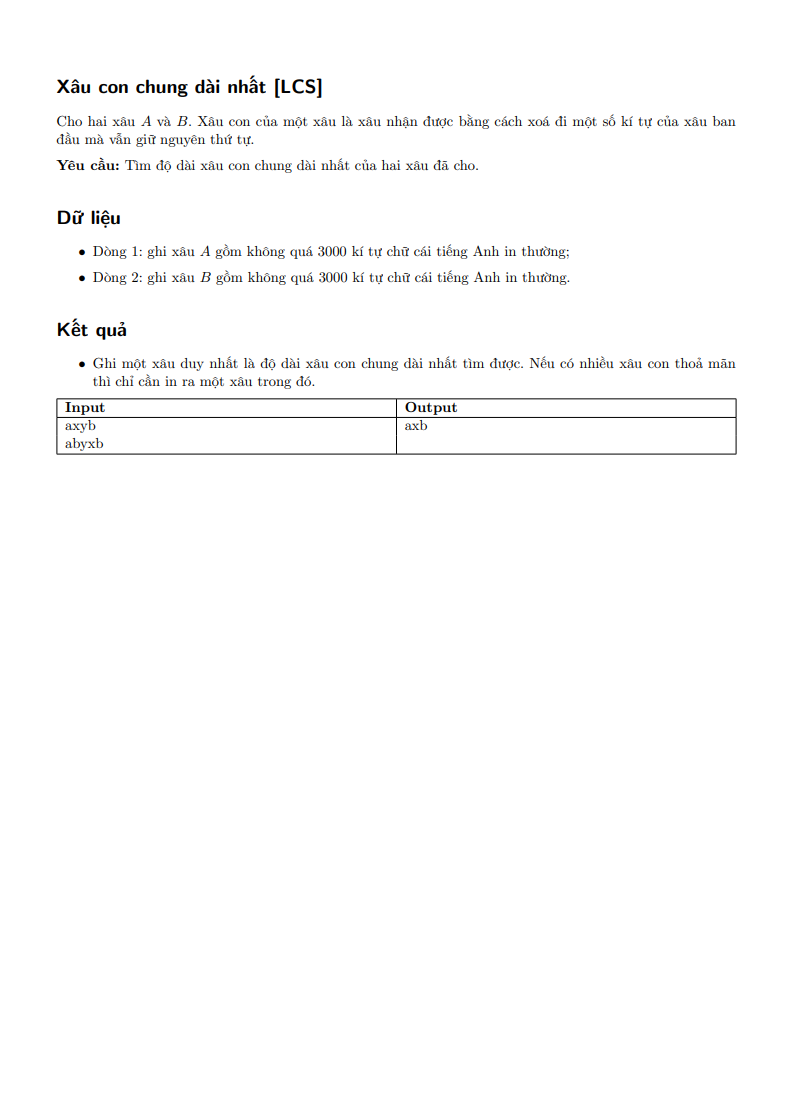 Xâu con chung dài nhất [LCS]
Cho hai xâu A và B. Xâu con của một xâu là xâu nhận được bằng cách xoá đi một số kí tự của xâu ban
đầu mà vẫn giữ nguyên thứ tự.
Yêu cầu: Tìm độ dài xâu con chung dài nhất của hai xâu đã cho.
Dữ liệu
• Dòng 1: ghi xâu A gồm không quá 3000 kí tự chữ cái tiếng Anh in thường;
• Dòng 2: ghi xâu B gồm không quá 3000 kí tự chữ cái tiếng Anh in thường.
Kết quả
• Ghi một xâu duy nhất là độ dài xâu con chung dài nhất tìm được. Nếu có nhiều xâu con thoả mãn
thì chỉ cần in ra một xâu trong đó.
Input Output
axyb axb
abyxb